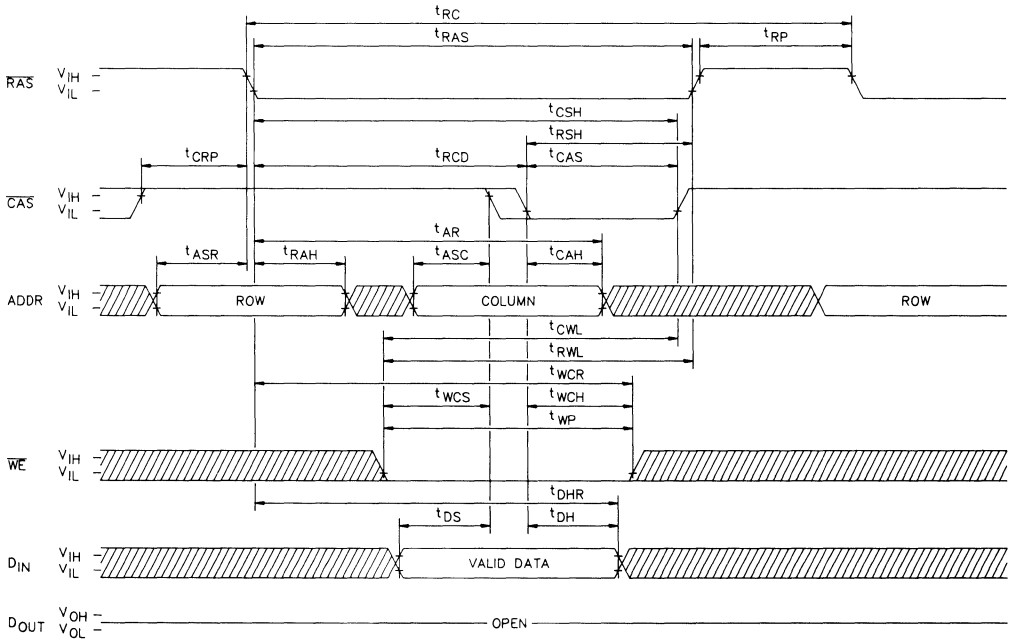 tRC
tRAS
tRP
RAS
VIH
VIL
tCSH
tRSH
tCRP
tRCD
tCAS
CAS
VIH
VIL
tAR
tASR
tRAH
tASC
tCAH
ADDR
VIH
VIL
ROW
COLUMN
ROW
tCWL
tRWL
tWCR
tWCS
tWCH
tWP
WE
VIH
VIL
tDHR
tDS
tDH
DIN
VIH
VIL
VALID DATA
DOUT
VOH
VOL
OPEN